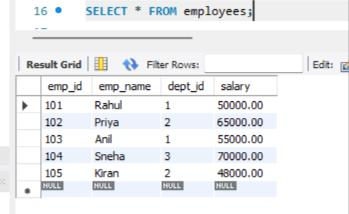 16 SELECT * FROM employees;
Result Grid Filter Rows: Edit:
emp_id emp_name dept_id salary
101 Rahul 1 50000.00
102 Priya 2 65000.00
103 Anil 1 55000.00
104 Sneha 3 70000.00
105 Kiran 2 48000.00
NULL NULL NULL NULL